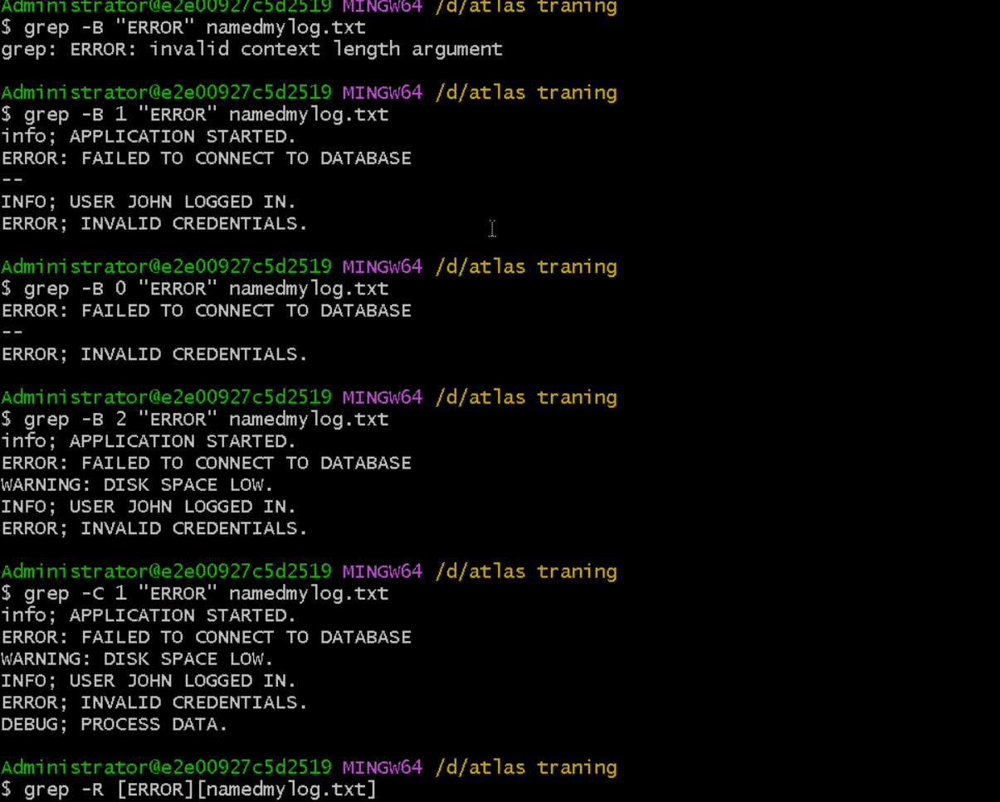 Administrator@e2e00927c5d2519 MINGW64 /d/atlas traning
$ grep -B "ERROR" namedmylog.txt
grep: ERROR: invalid context length argument
Administrator@e2e00927c5d2519 MINGW64 /d/atlas traning
$ grep -B 1 "ERROR" namedmylog.txt
info; APPLICATION STARTED.
ERROR: FAILED TO CONNECT TO DATABASE
--
INFO; USER JOHN LOGGED IN.
ERROR; INVALID CREDENTIALS.
Administrator@e2e00927c5d2519 MINGW64 /d/atlas traning
$ grep -B 0 "ERROR" namedmylog.txt
ERROR: FAILED TO CONNECT TO DATABASE
--
ERROR; INVALID CREDENTIALS.
Administrator@e2e00927c5d2519 MINGW64 /d/atlas traning
$ grep -B 2 "ERROR" namedmylog.txt
info; APPLICATION STARTED.
ERROR: FAILED TO CONNECT TO DATABASE
WARNING: DISK SPACE LOW.
INFO; USER JOHN LOGGED IN.
ERROR; INVALID CREDENTIALS.
Administrator@e2e00927c5d2519 MINGW64 /d/atlas traning
$ grep -C 1 "ERROR" namedmylog.txt
info; APPLICATION STARTED.
ERROR: FAILED TO CONNECT TO DATABASE
WARNING: DISK SPACE LOW.
INFO; USER JOHN LOGGED IN.
ERROR; INVALID CREDENTIALS.
DEBUG; PROCESS DATA.
Administrator@e2e00927c5d2519 MINGW64 /d/atlas traning
$ grep -R [ERROR][namedmylog.txt]